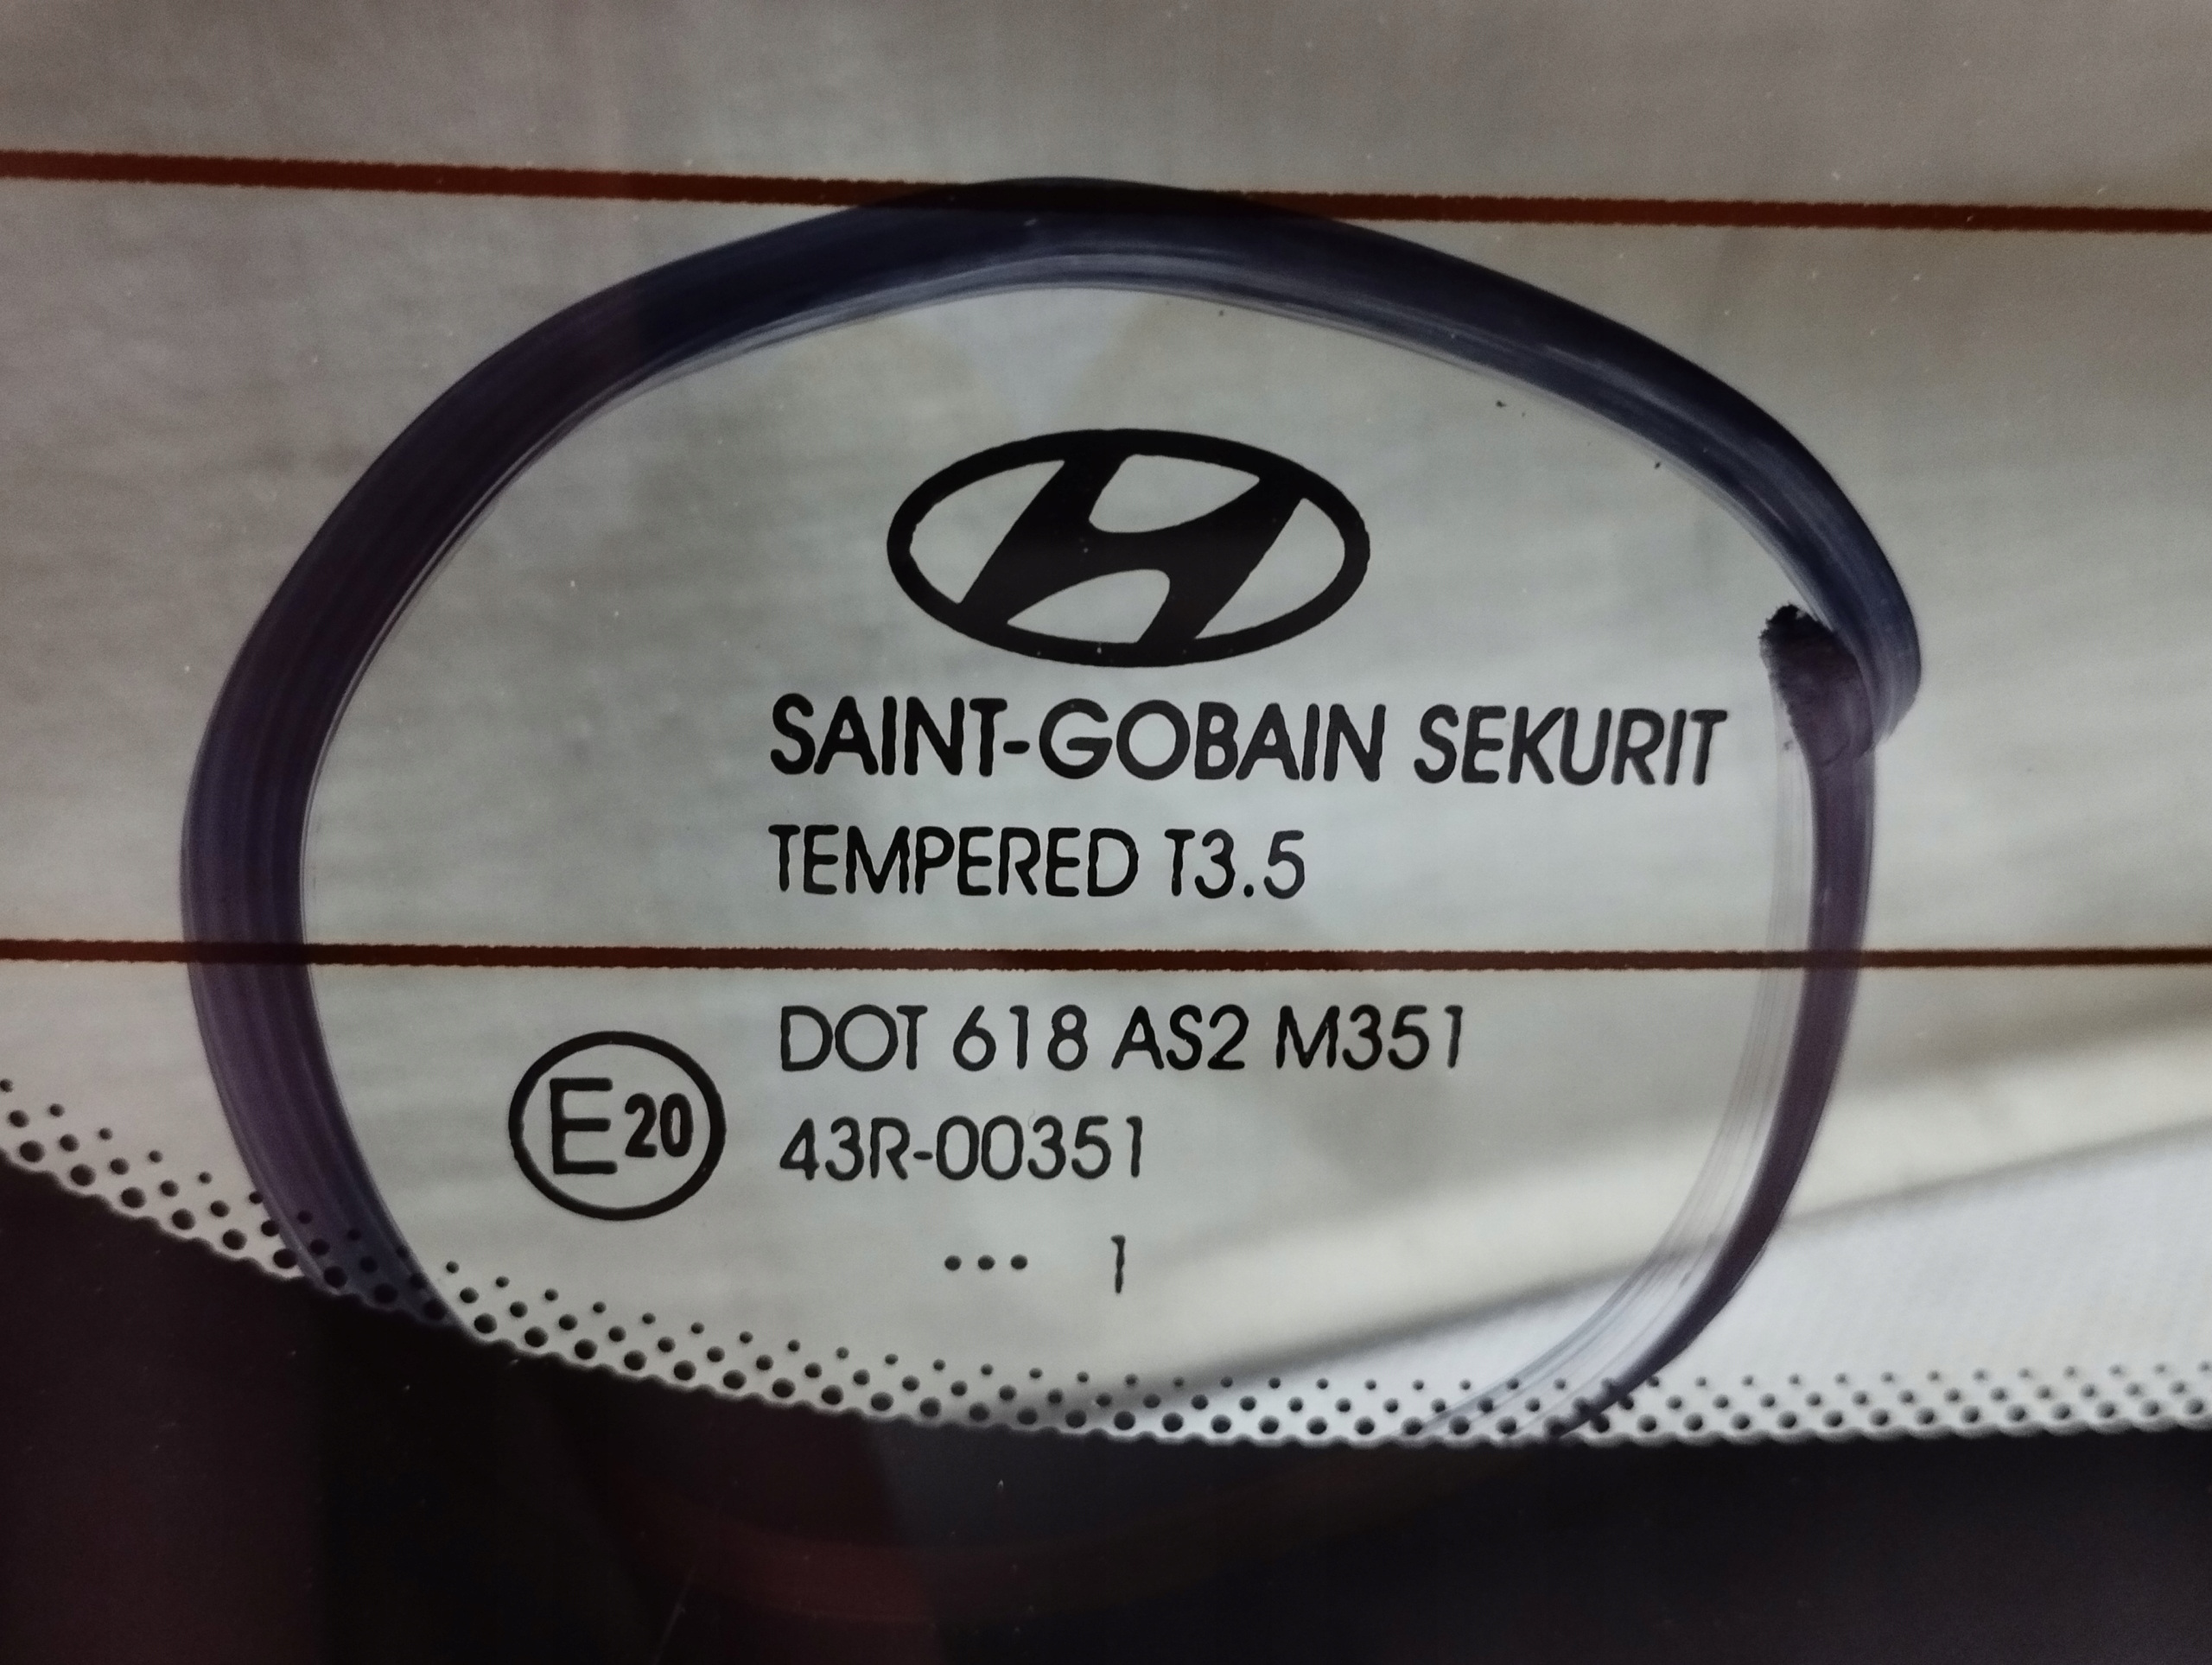 SAINT-GOBAIN SEKURIT
TEMPERED T3.5
DOT 618 AS2 M351
E20
43R-00351
... 1